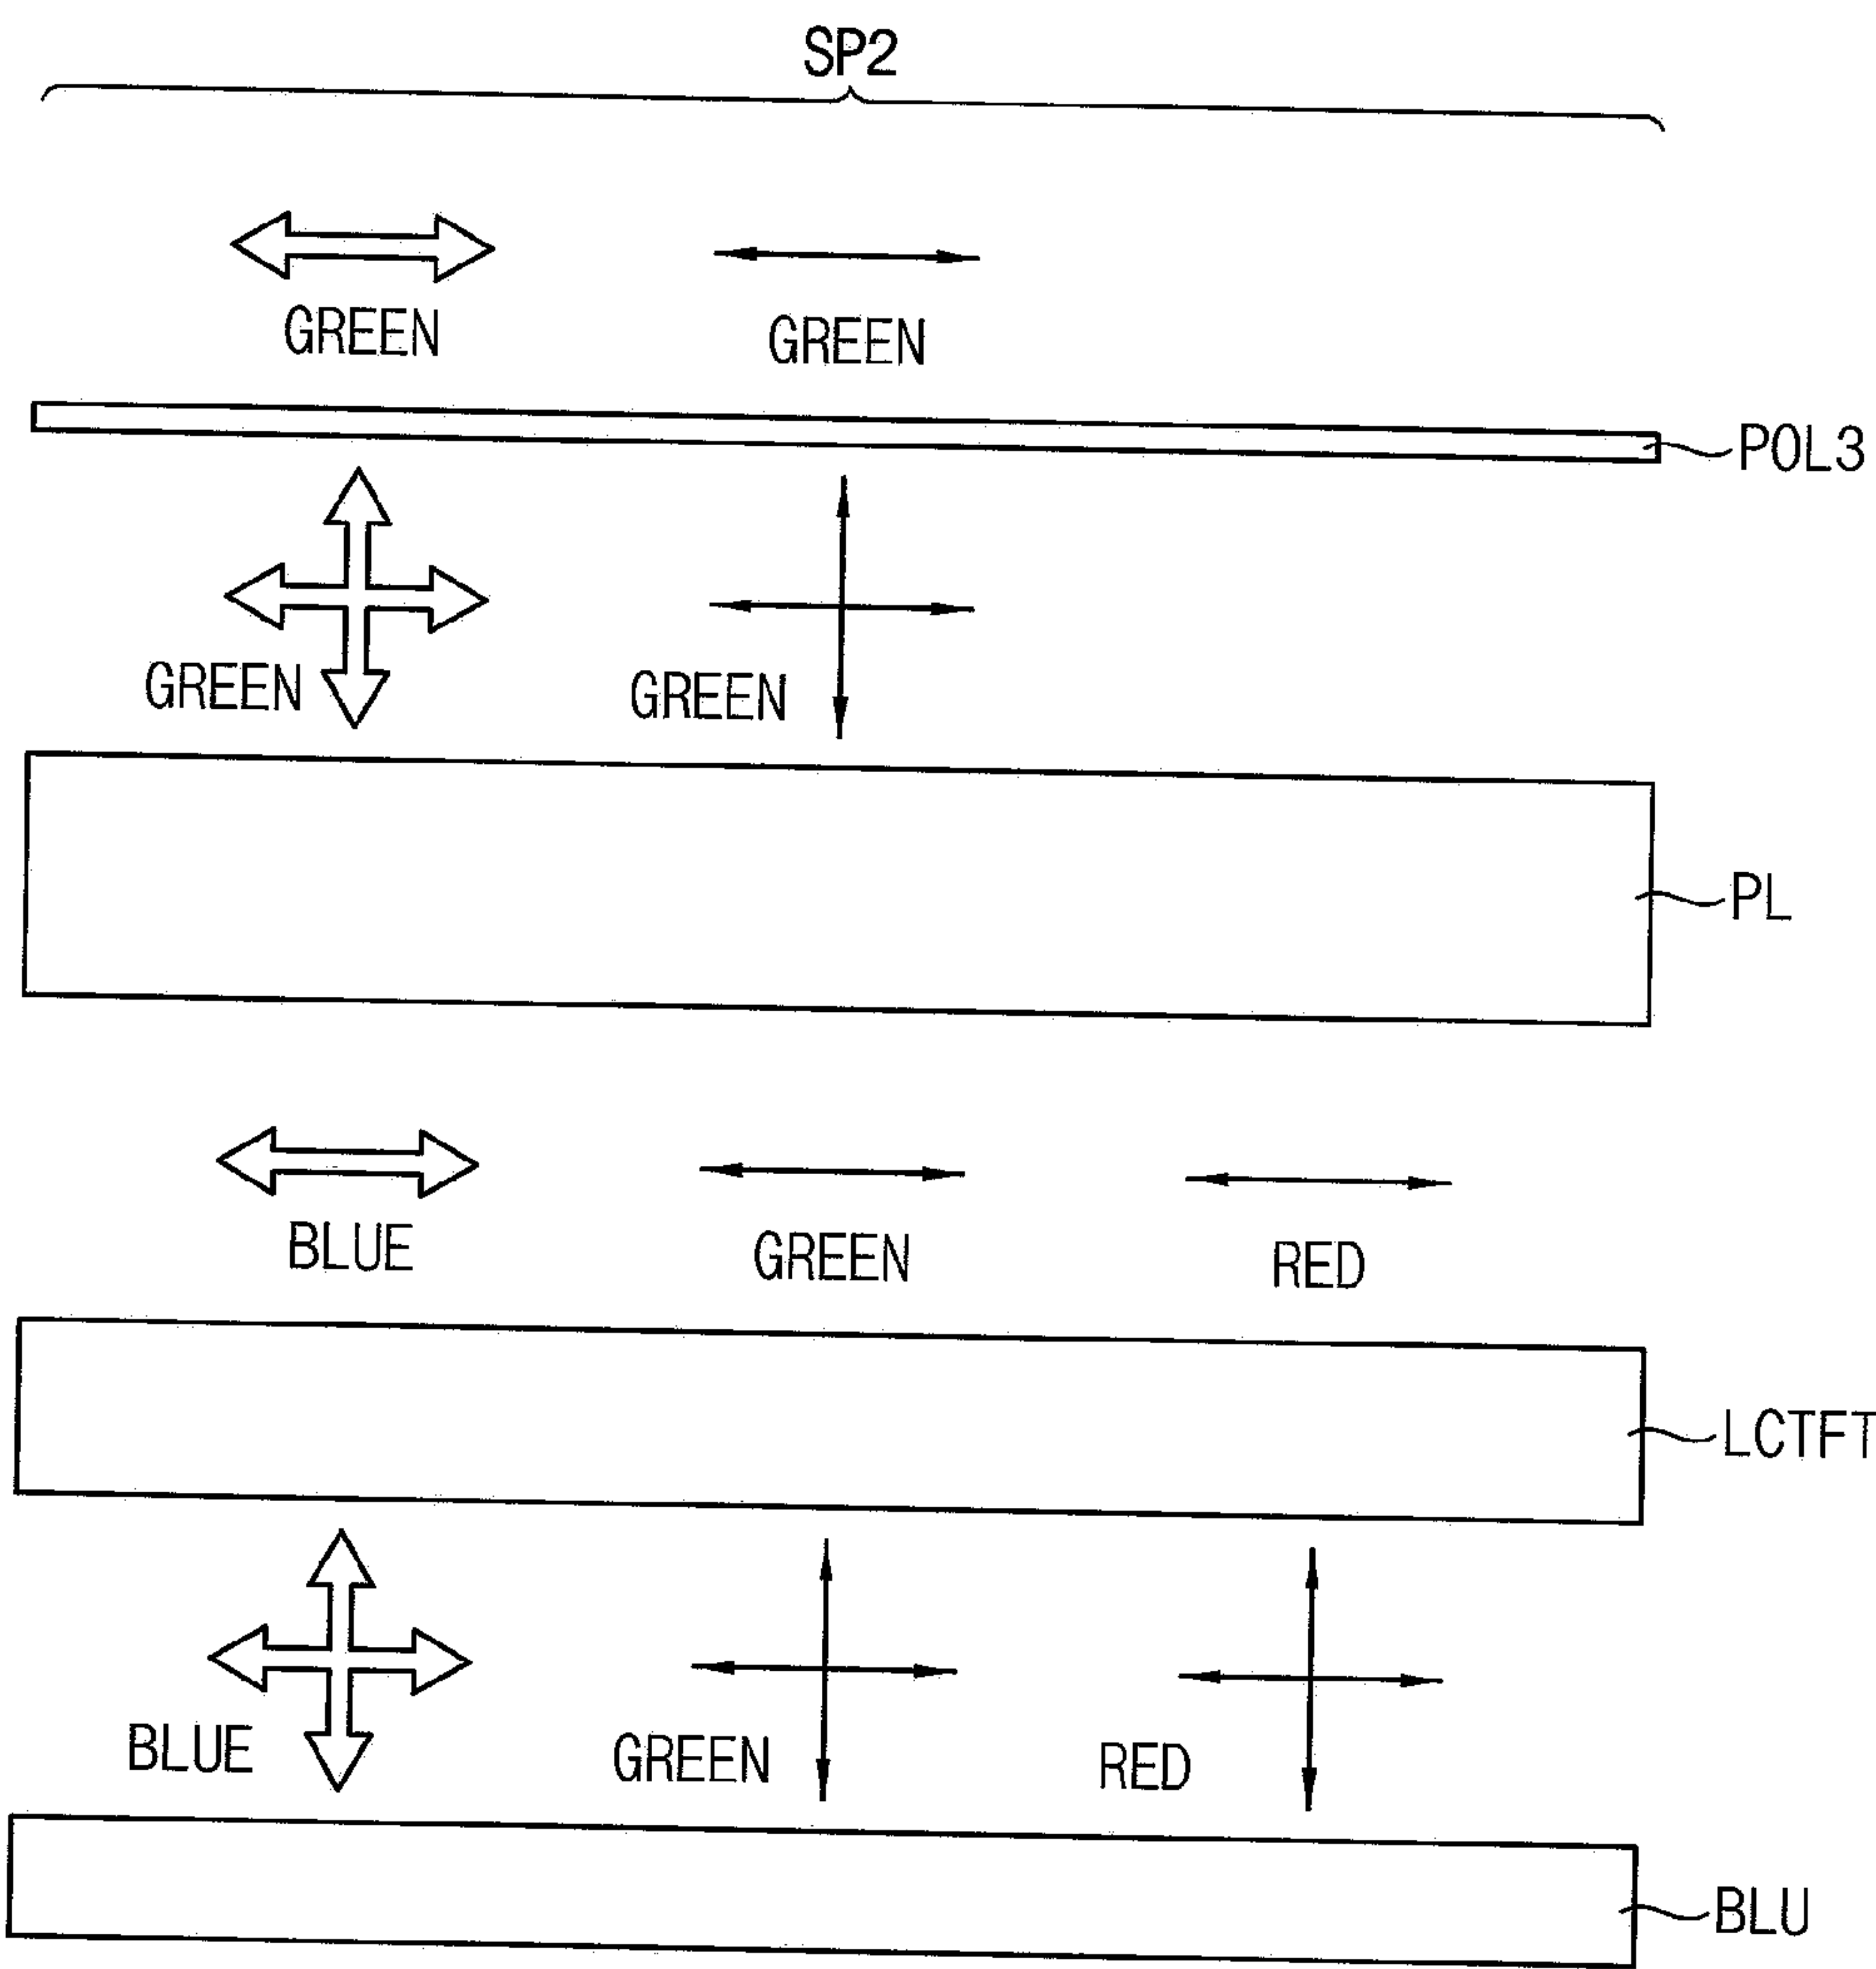 SP2
GREEN GREEN
POL3
GREEN GREEN
PL
BLUE GREEN RED
LCTFT
BLUE GREEN RED
BLU